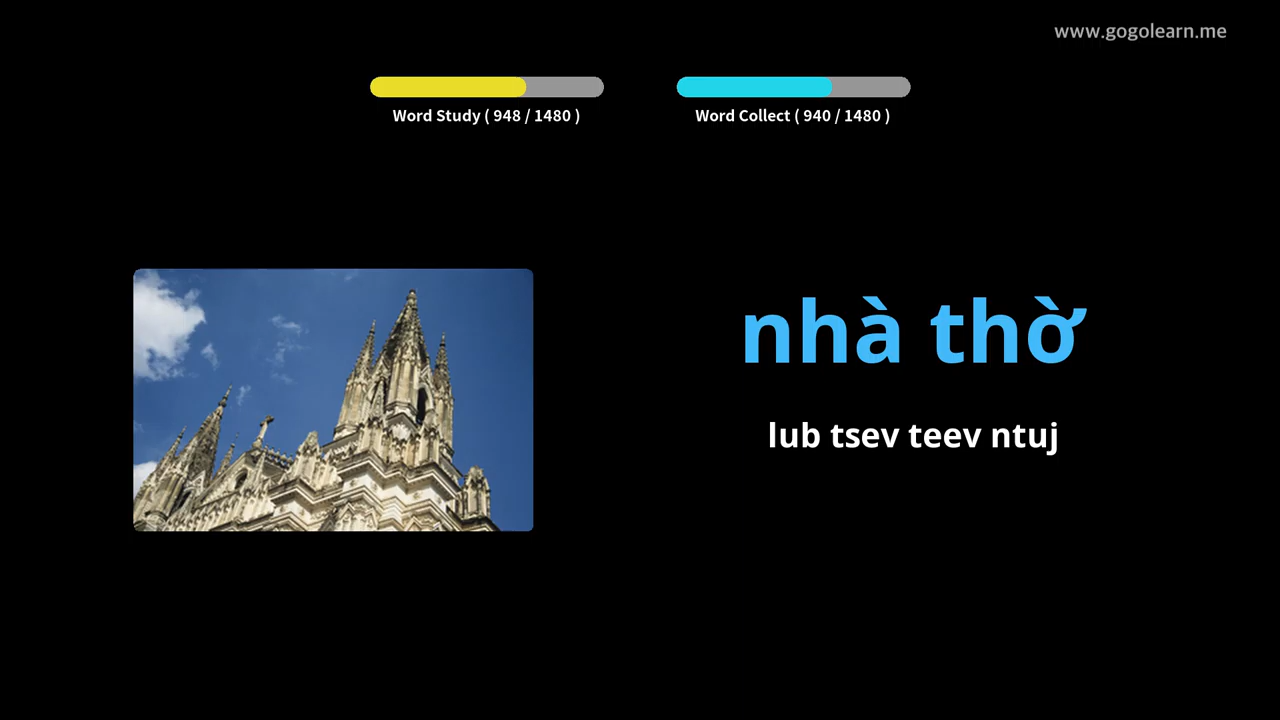 www.gogolearn.me
Word Study ( 948 / 1480 )
Word Collect ( 940 / 1480 )
nhà thờ
lub tsev teev ntuj